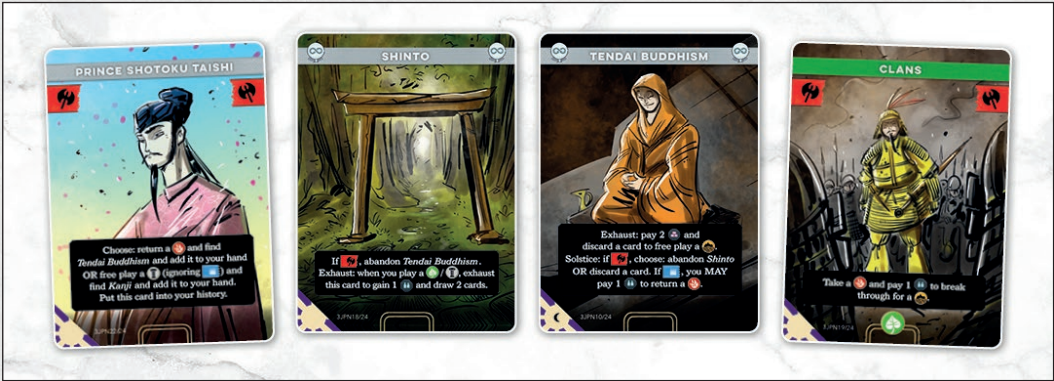 PRINCE SHOTOKU TAISHI
Choose: return a and find
Tendai Buddhism and add it to your hand
OR free play a (ignoring ) and
find Kanji and add it to your hand.
Put this card into your history.
3JPN22/24
SHINTO
If , abandon Tendai Buddhism.
Exhaust: when you play a / , exhaust
this card to gain 1 and draw 2 cards.
3JPN18/24
TENDAI BUDDHISM
Exhaust: pay 2 and
discard a card to free play a .
Solstice: if , choose: abandon Shinto
OR discard a card. If , you MAY
pay 1 to return a .
3JPN10/24
CLANS
Take a and pay 1 to break
through for a .
3JPN19/24